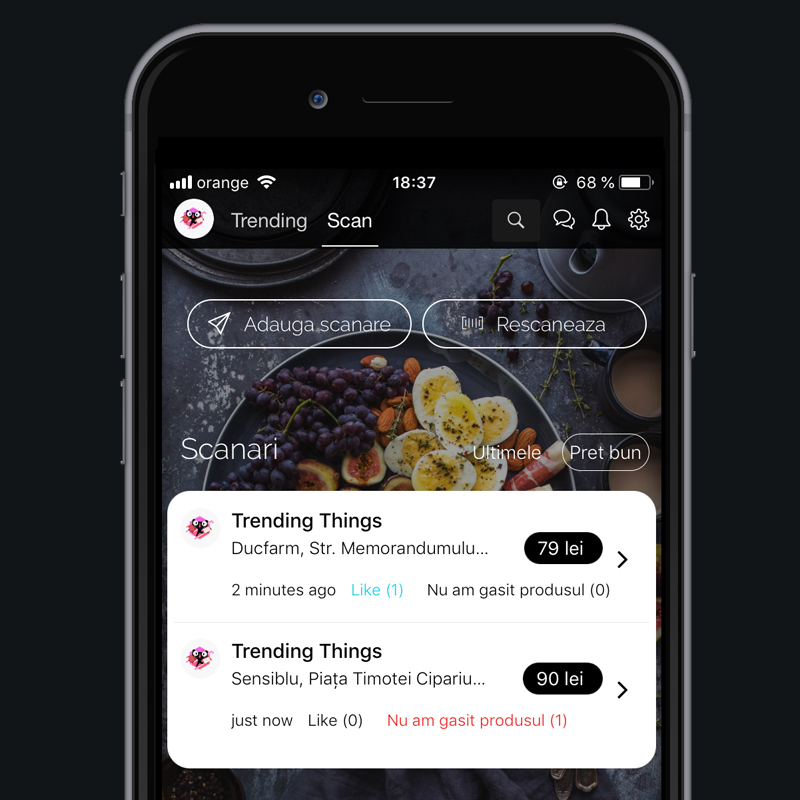 orange 18:37 68 %
Trending Scan
Adauga scanare Rescaneaza
Scanari Ultimele Pret bun
Trending Things
Ducfarm, Str. Memorandumulu... 79 lei
2 minutes ago Like (1) Nu am gasit produsul (0)
Trending Things
Sensiblu, Piața Timotei Cipariu... 90 lei
just now Like (0) Nu am gasit produsul (1)